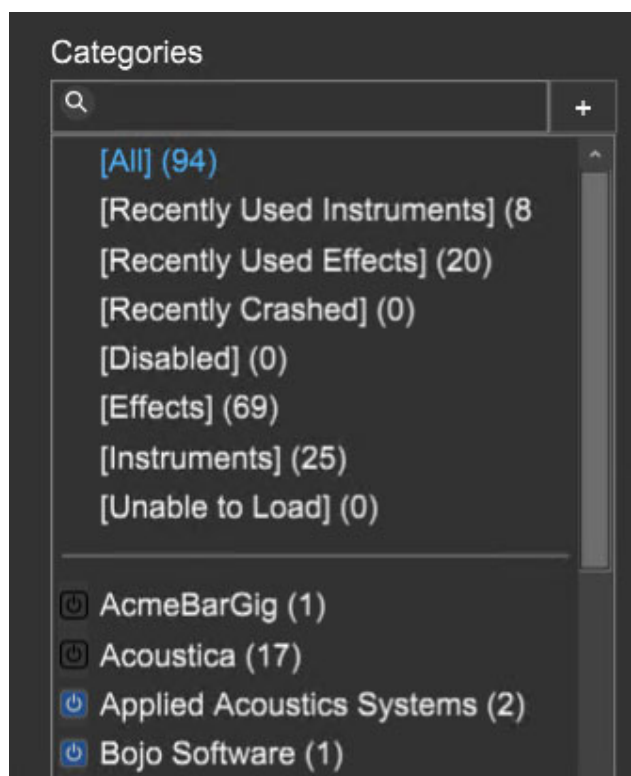 Categories
+
[All] (94)
[Recently Used Instruments] (8
[Recently Used Effects] (20)
[Recently Crashed] (0)
[Disabled] (0)
[Effects] (69)
[Instruments] (25)
[Unable to Load] (0)
AcmeBarGig (1)
Acoustica (17)
Applied Acoustics Systems (2)
Bojo Software (1)